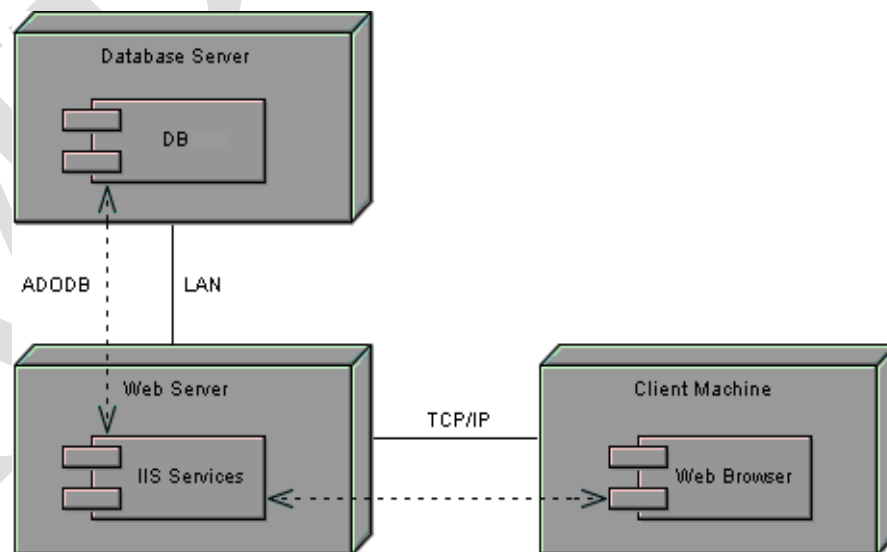 Database Server
DB
ADODB
LAN
Web Server
Client Machine
TCP/IP
IIS Services
Web Browser